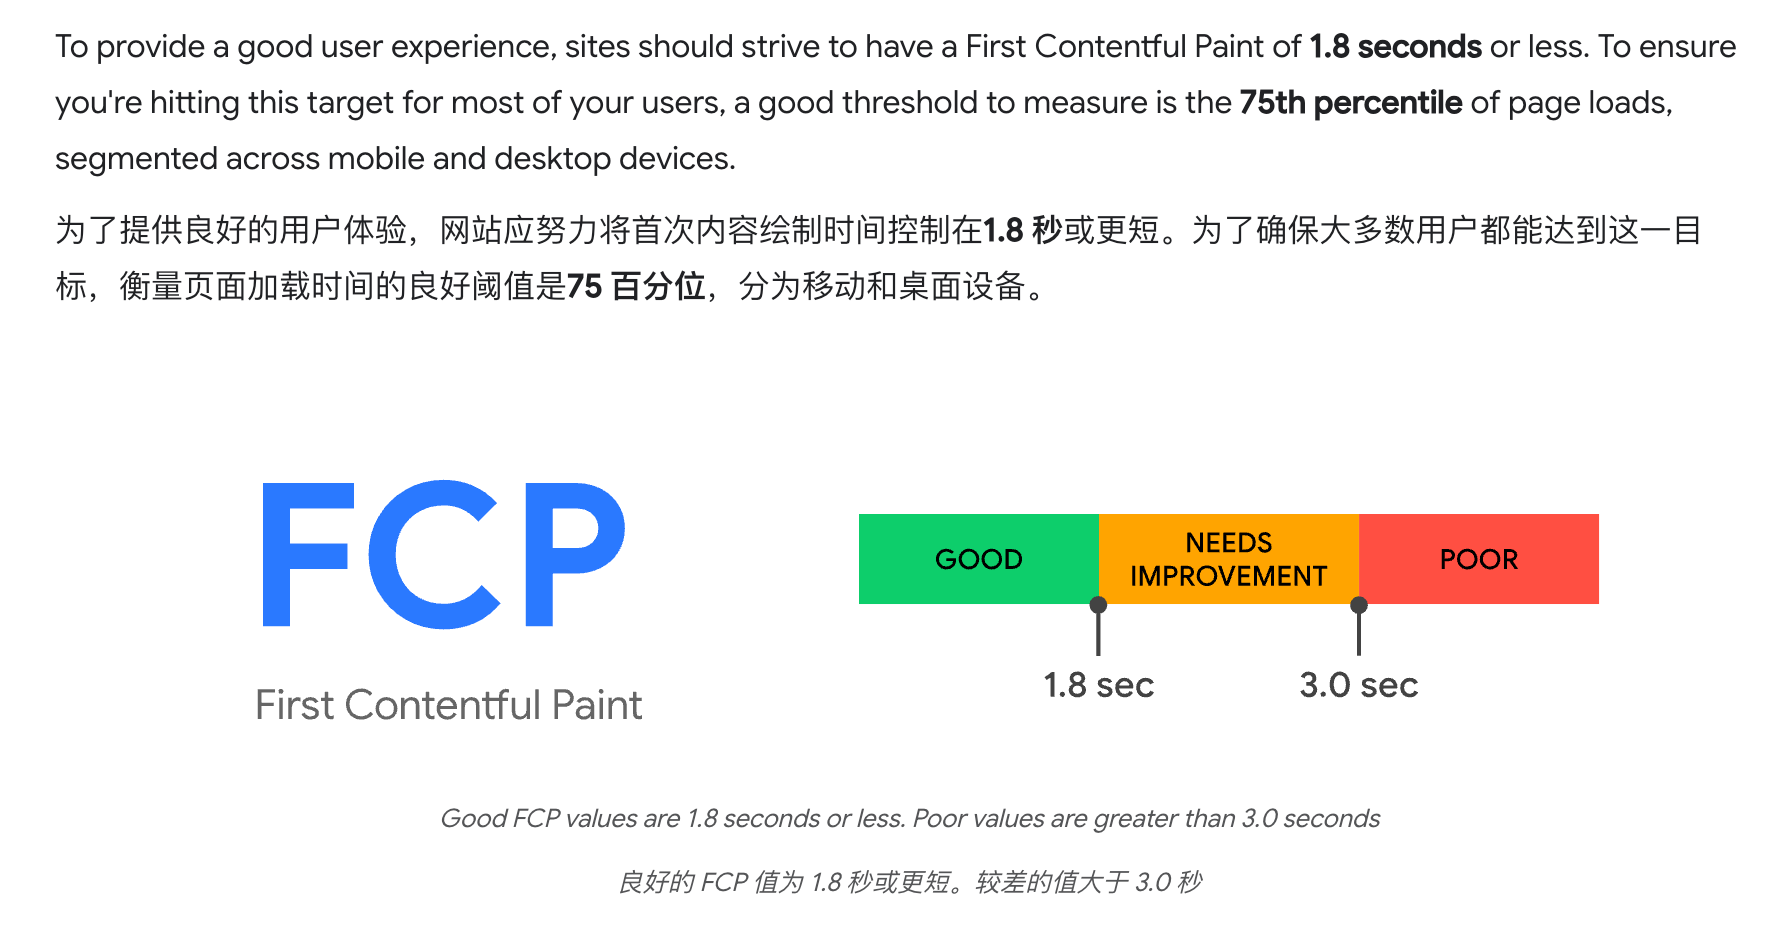 To provide a good user experience, sites should strive to have a First Contentful Paint of 1.8 seconds or less. To ensure
you're hitting this target for most of your users, a good threshold to measure is the 75th percentile of page loads,
segmented across mobile and desktop devices.
为了提供良好的用户体验，网站应努力将首次内容绘制时间控制在1.8 秒或更短。为了确保大多数用户都能达到这一目
标，衡量页面加载时间的良好阈值是75 百分位，分为移动和桌面设备。
FCP
First Contentful Paint
GOOD
NEEDS
IMPROVEMENT
POOR
1.8 sec
3.0 sec
Good FCP values are 1.8 seconds or less. Poor values are greater than 3.0 seconds
良好的 FCP 值为 1.8 秒或更短。较差的值大于 3.0 秒